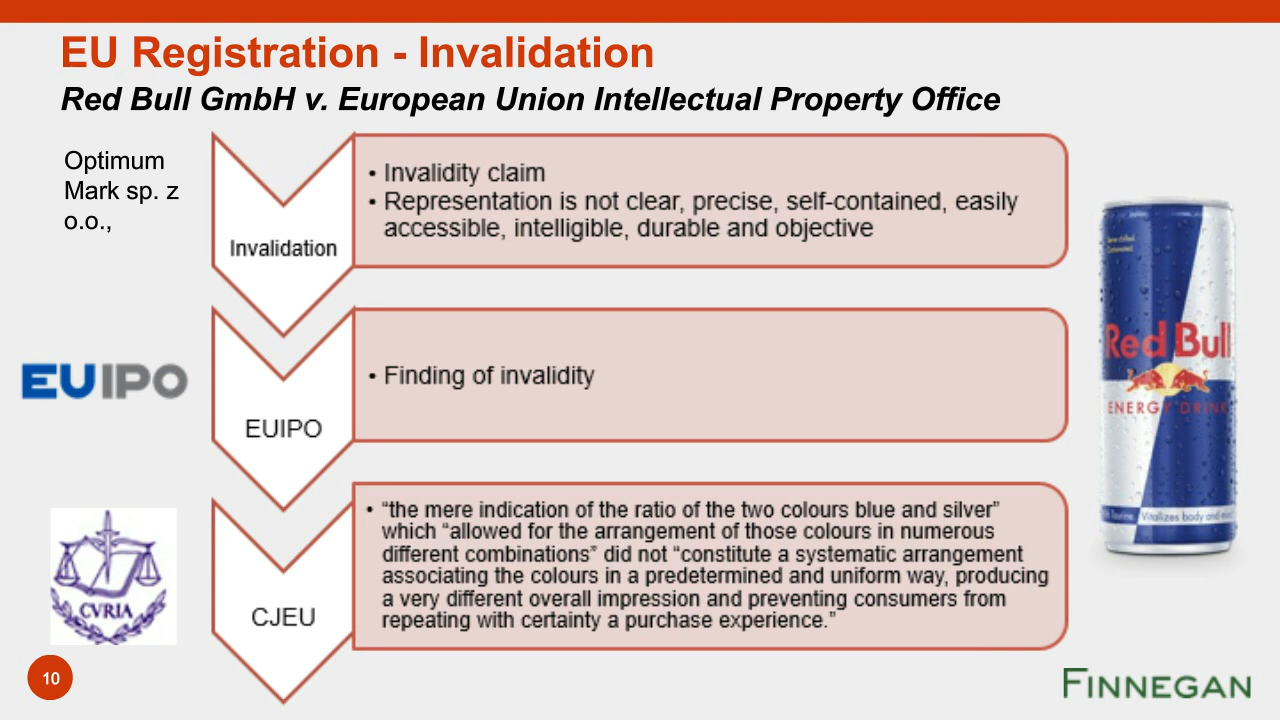 EU Registration - Invalidation
Red Bull GmbH v. European Union Intellectual Property Office
Optimum
Mark sp. z
o.o.,
Invalidation
• Invalidity claim
• Representation is not clear, precise, self-contained, easily
accessible, intelligible, durable and objective
EUIPO
EUIPO
• Finding of invalidity
CVRIA
CJEU
• “the mere indication of the ratio of the two colours blue and silver”
which “allowed for the arrangement of those colours in numerous
different combinations” did not “constitute a systematic arrangement
associating the colours in a predetermined and uniform way, producing
a very different overall impression and preventing consumers from
repeating with certainty a purchase experience.”
Red Bull
ENERGY DRINK
Taurine Vitalizes body and
10
FINNEGAN